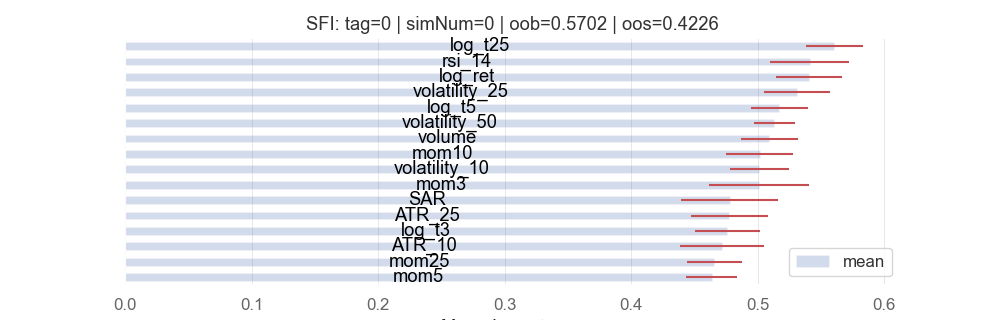 SFI: tag=0 | simNum=0 | oob=0.5702 | oos=0.4226
log_t25
rsi_14
log_ret
volatility_25
log_t5
volatility_50
volume
mom10
volatility_10
mom3
SAR
ATR_25
log_t3
ATR_10
mom25
mom5
mean
0.0 0.1 0.2 0.3 0.4 0.5 0.6